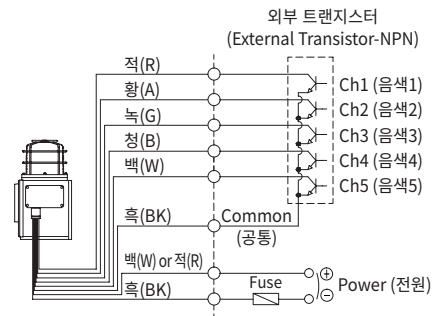 외부 트랜지스터
(External Transistor-NPN)
적(R)
황(A)
녹(G)
청(B)
백(W)
흑(BK)
Ch1 (음색1)
Ch2 (음색2)
Ch3 (음색3)
Ch4 (음색4)
Ch5 (음색5)
Common
(공통)
백(W) or 적(R)
흑(BK)
Fuse
Power (전원)